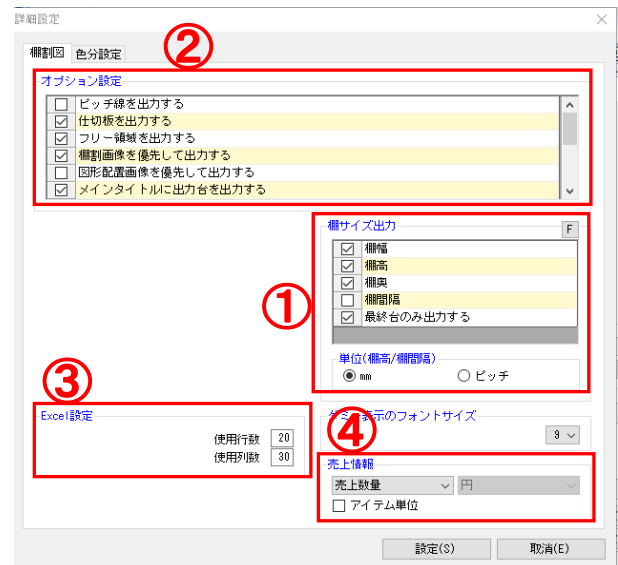 詳細設定
棚割図 色分設定
②
オプション設定
ピッチ線を出力する
仕切板を出力する
フリー領域を出力する
棚割画像を優先して出力する
図形配置画像を優先して出力する
メインタイトルに出力台を出力する
①
棚サイズ出力
F
棚幅
棚高
棚奥
棚間隔
最終台のみ出力する
単位(棚高/棚間隔)
mm ピッチ
③
Excel設定
使用行数 20
使用列数 30
④
表示のフォントサイズ
9
売上情報
売上数量 円
アイテム単位
設定(S) 取消(E)